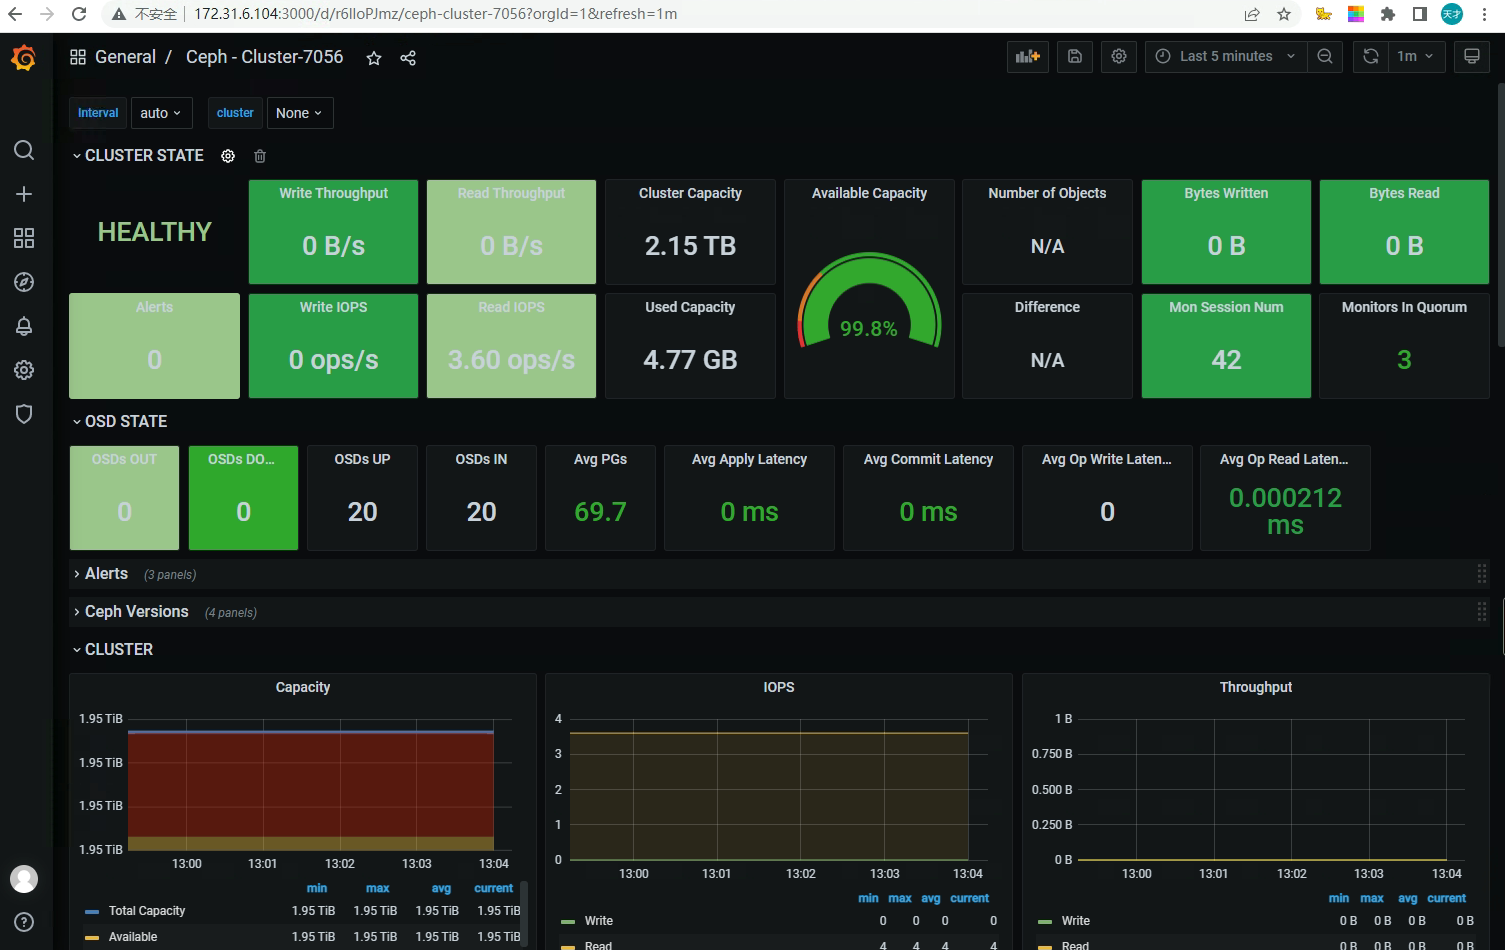 不安全 172.31.6.104:3000/d/r6lIoPJmz/ceph-cluster-7056?orgId=1&refresh=1m
天才
General / Ceph - Cluster-7056
Last 5 minutes
1m
Interval auto cluster None
CLUSTER STATE
HEALTHY
Write Throughput
0 B/s
Read Throughput
0 B/s
Cluster Capacity
2.15 TB
Available Capacity
99.8%
Number of Objects
N/A
Bytes Written
0 B
Bytes Read
0 B
Alerts
0
Write IOPS
0 ops/s
Read IOPS
3.60 ops/s
Used Capacity
4.77 GB
Difference
N/A
Mon Session Num
42
Monitors In Quorum
3
OSD STATE
OSDs OUT
0
OSDs DO...
0
OSDs UP
20
OSDs IN
20
Avg PGs
69.7
Avg Apply Latency
0 ms
Avg Commit Latency
0 ms
Avg Op Write Laten...
0
Avg Op Read Laten...
0.000212
ms
Alerts (3 panels)
Ceph Versions (4 panels)
CLUSTER
Capacity
1.95 TiB
1.95 TiB
1.95 TiB
1.95 TiB
13:00 13:01 13:02 13:03 13:04
min max avg current
Total Capacity 1.95 TiB 1.95 TiB 1.95 TiB 1.95 TiB
Available 1.95 TiB 1.95 TiB 1.95 TiB 1.95 TiB
IOPS
4
3
2
1
0
13:00 13:01 13:02 13:03 13:04
min max avg current
Write 0 0 0 0
Read 4 4 4 4
Throughput
1 B
0.750 B
0.500 B
0.250 B
0 B
13:00 13:01 13:02 13:03 13:04
min max avg current
Write 0 B 0 B 0 B 0 B
Read 0 B 0 B 0 B 0 B